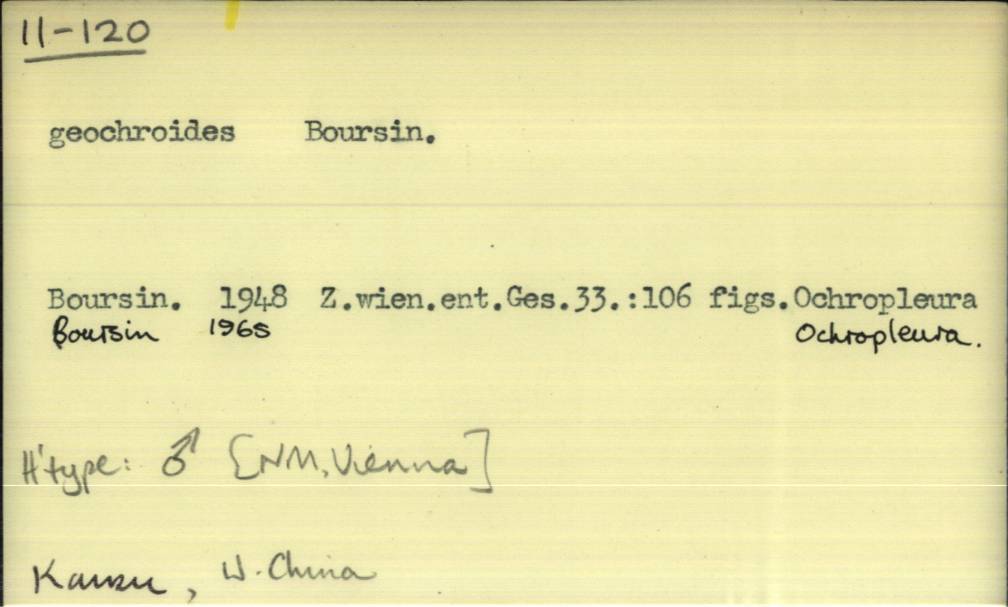 11-120
geochroides Boursin.
Boursin. 1948 Z.wien.ent.Ges.33.:106 figs.Ochropleura
Boursin 1965 Ochropleura.
H'type: ♂ [NM, Vienna]
Kansu, W. China